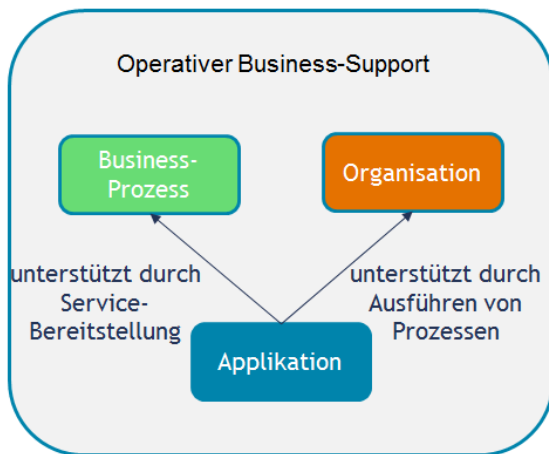 Operativer Business-Support
Business-
Prozess
Organisation
unterstützt durch
Service-
Bereitstellung
unterstützt durch
Ausführen von
Prozessen
Applikation